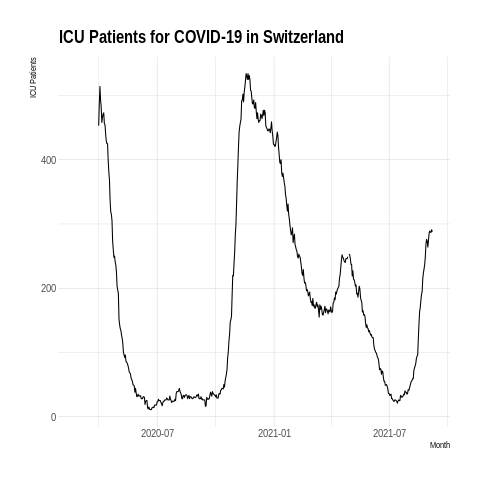 ICU Patients for COVID-19 in Switzerland
ICU Patients
400
200
0
2020-07
2021-01
2021-07
Month